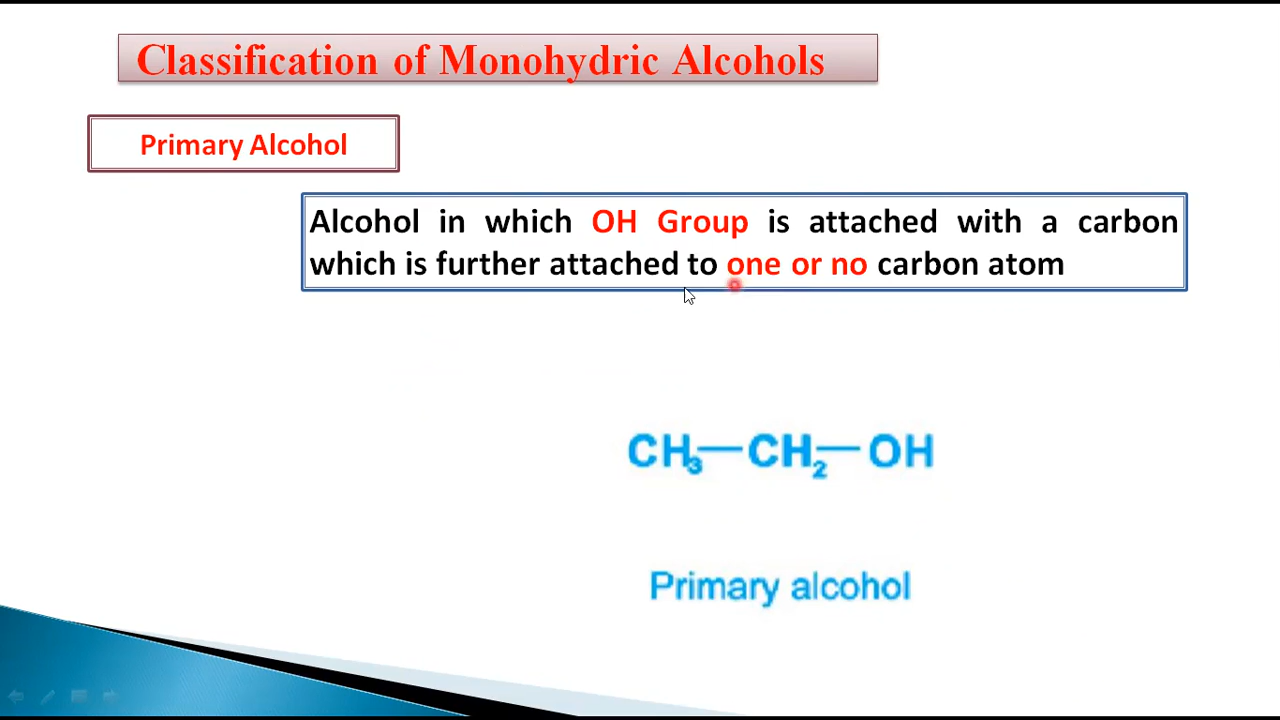 Classification of Monohydric Alcohols
Primary Alcohol
Alcohol in which OH Group is attached with a carbon
which is further attached to one or no carbon atom
CH₃—CH₂—OH
Primary alcohol